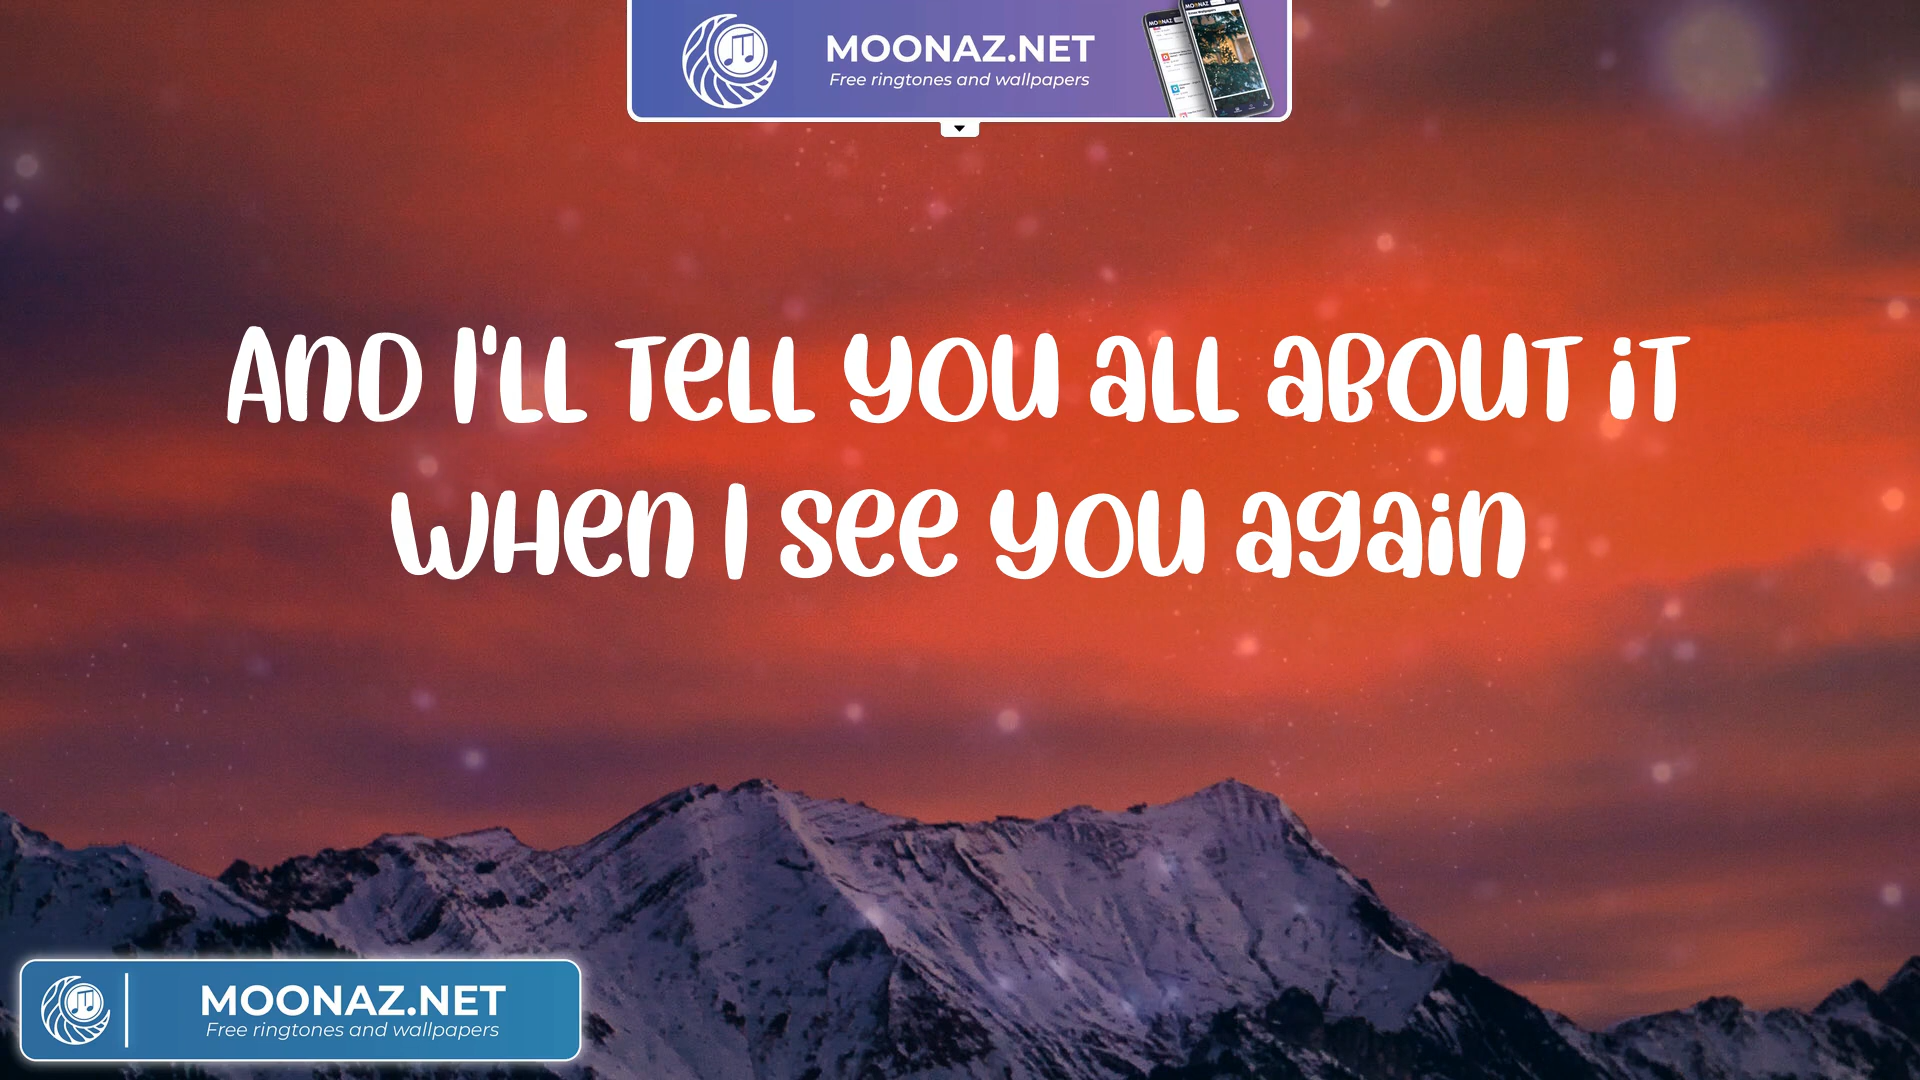 MOONAZ.NET
Free ringtones and wallpapers
And I'll tell you all about it
when I see you again
MOONAZ.NET
Free ringtones and wallpapers